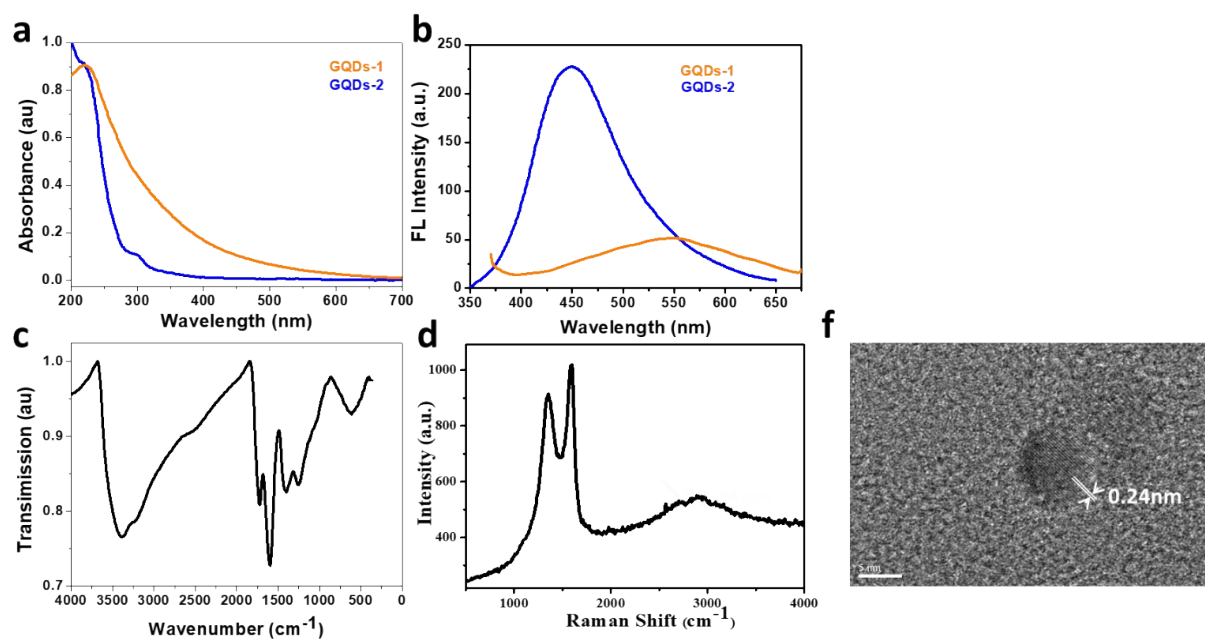 a
1.0
0.8
0.6
0.4
0.2
0.0
Absorbance (au)
GQDs-1
GQDs-2
200 300 400 500 600 700
Wavelength (nm)
b
250
200
150
100
50
0
FL Intensity (a.u.)
GQDs-1
GQDs-2
350 400 450 500 550 600 650
Wavelength (nm)
c
1.0
0.9
0.8
0.7
Transimission (au)
4000 3500 3000 2500 2000 1500 1000 500 0
Wavenumber (cm-1)
d
1000
800
600
400
Intensity (a.u.)
1000 2000 3000 4000
Raman Shift (cm-1)
f
0.24nm
5 nm